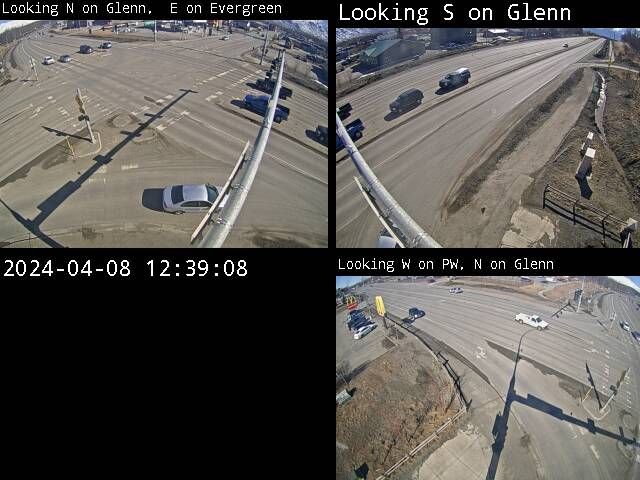 Looking N on Glenn,  E on Evergreen
Looking S on Glenn
2024-04-08 12:39:08
Looking W on PW, N on Glenn